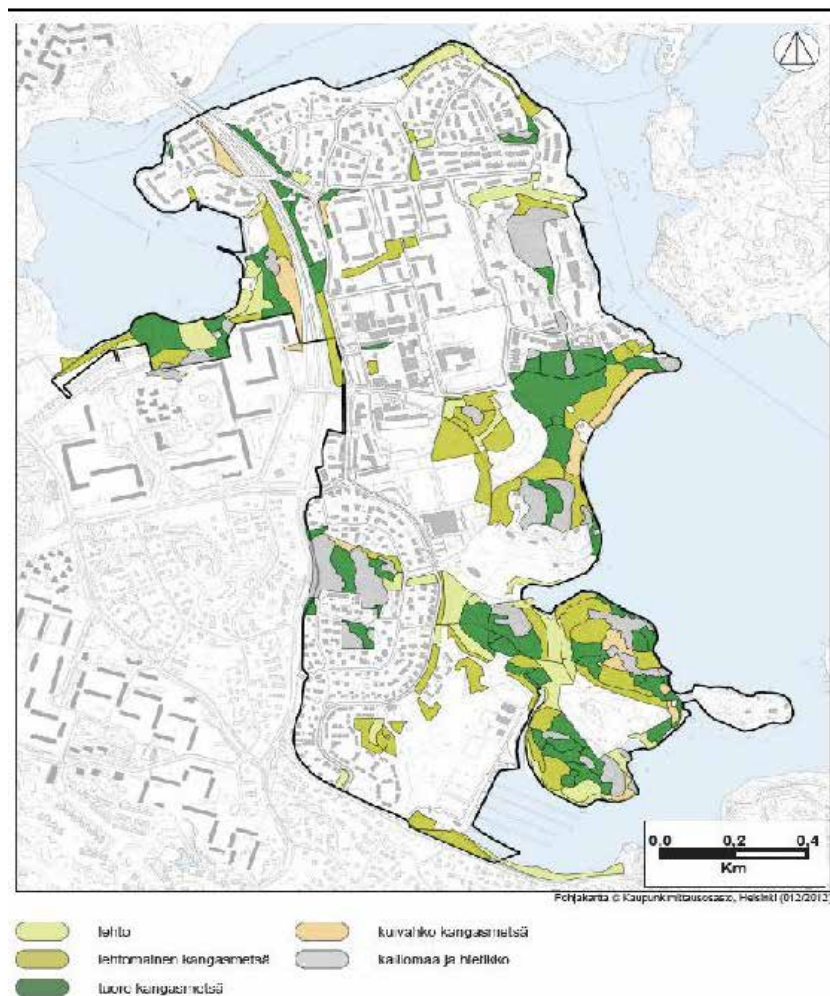 0,0 0,2 0,4
Km
Pohjakartta © Kaupunkimittausosasto, Helsinki (012/2012)
lehto
lehtomainen kangasmetsä
tuore kangasmetsä
kuivahko kangasmetsä
kalliomaa ja hietikko